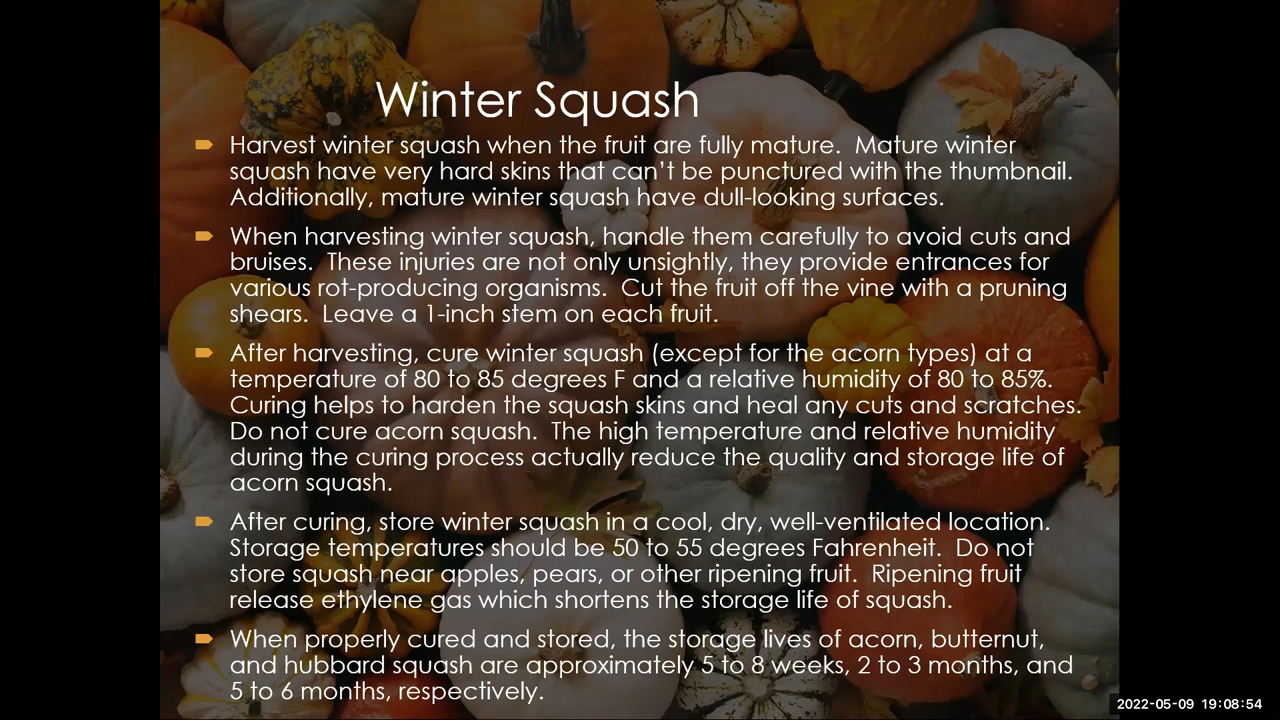 Winter Squash
Harvest winter squash when the fruit are fully mature.  Mature winter
squash have very hard skins that can’t be punctured with the thumbnail.
Additionally, mature winter squash have dull-looking surfaces.
When harvesting winter squash, handle them carefully to avoid cuts and
bruises.  These injuries are not only unsightly, they provide entrances for
various rot-producing organisms.  Cut the fruit off the vine with a pruning
shears.  Leave a 1-inch stem on each fruit.
After harvesting, cure winter squash (except for the acorn types) at a
temperature of 80 to 85 degrees F and a relative humidity of 80 to 85%.
Curing helps to harden the squash skins and heal any cuts and scratches.
Do not cure acorn squash.  The high temperature and relative humidity
during the curing process actually reduce the quality and storage life of
acorn squash.
After curing, store winter squash in a cool, dry, well-ventilated location.
Storage temperatures should be 50 to 55 degrees Fahrenheit.  Do not
store squash near apples, pears, or other ripening fruit.  Ripening fruit
release ethylene gas which shortens the storage life of squash.
When properly cured and stored, the storage lives of acorn, butternut,
and hubbard squash are approximately 5 to 8 weeks, 2 to 3 months, and
5 to 6 months, respectively.
2022-05-09 19:08:54